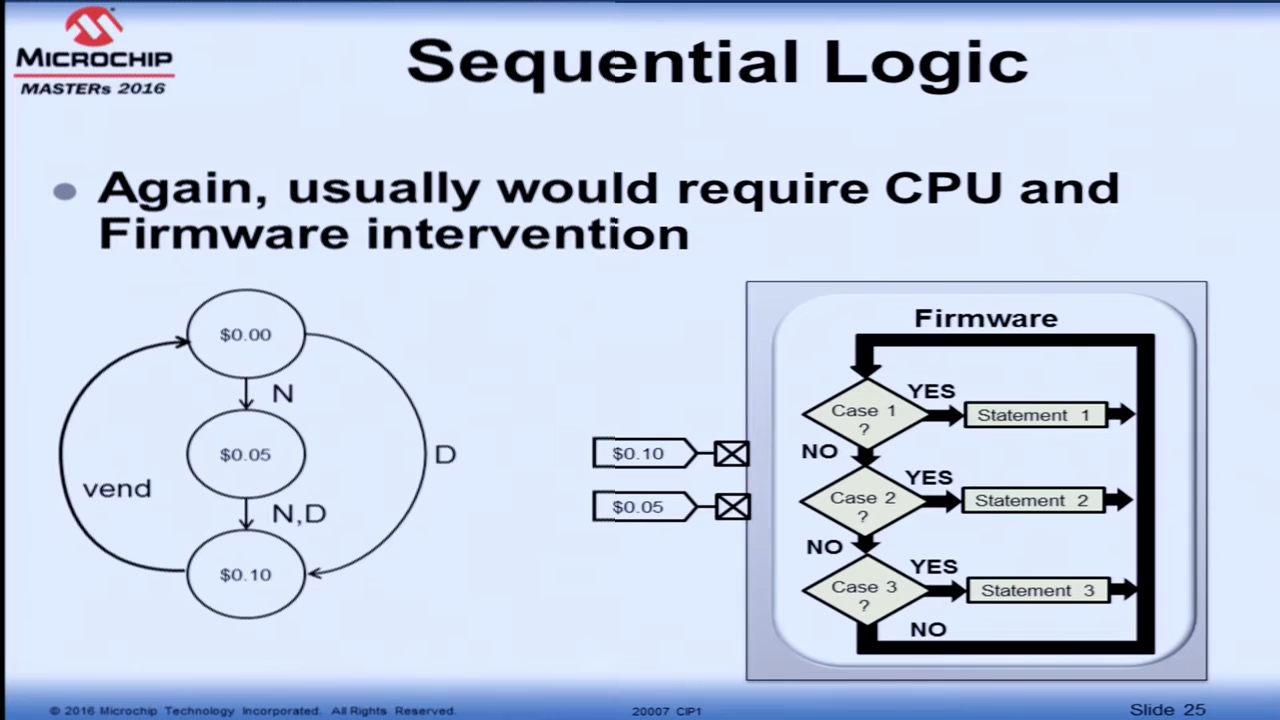 MICROCHIP
MASTERs 2016
Sequential Logic
Again, usually would require CPU and
Firmware intervention
$0.00
N
$0.05
D
vend
N,D
$0.10
$0.10
$0.05
Firmware
Case 1
?
YES
Statement 1
NO
Case 2
?
YES
Statement 2
NO
Case 3
?
YES
Statement 3
NO
© 2016 Microchip Technology Incorporated. All Rights Reserved.
20007 CIP1
Slide 25